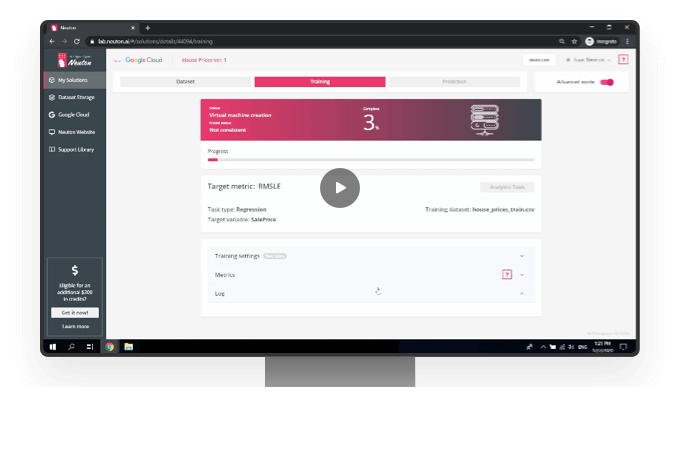 Neuton
lab.neuton.ai/#/solutions/details/44094/training
Incognito
Neuton
Google Cloud
House Prices ver. 1
?
My Solutions
Dataset Storage
Google Cloud
Neuton Website
Support Library
Dataset
Training
Prediction
Advanced mode
Status
Virtual machine creation
Not consistent
Complete
3%
Progress
Target metric: RMSLE
Analytics Tools
Task type: Regression
Training dataset: house_prices_train.csv
Target variable: SalePrice
Training settings
Metrics
?
Log
$
Eligible for an
additional $300
in credits?
Get it now!
Learn more
ENG
1:21 PM